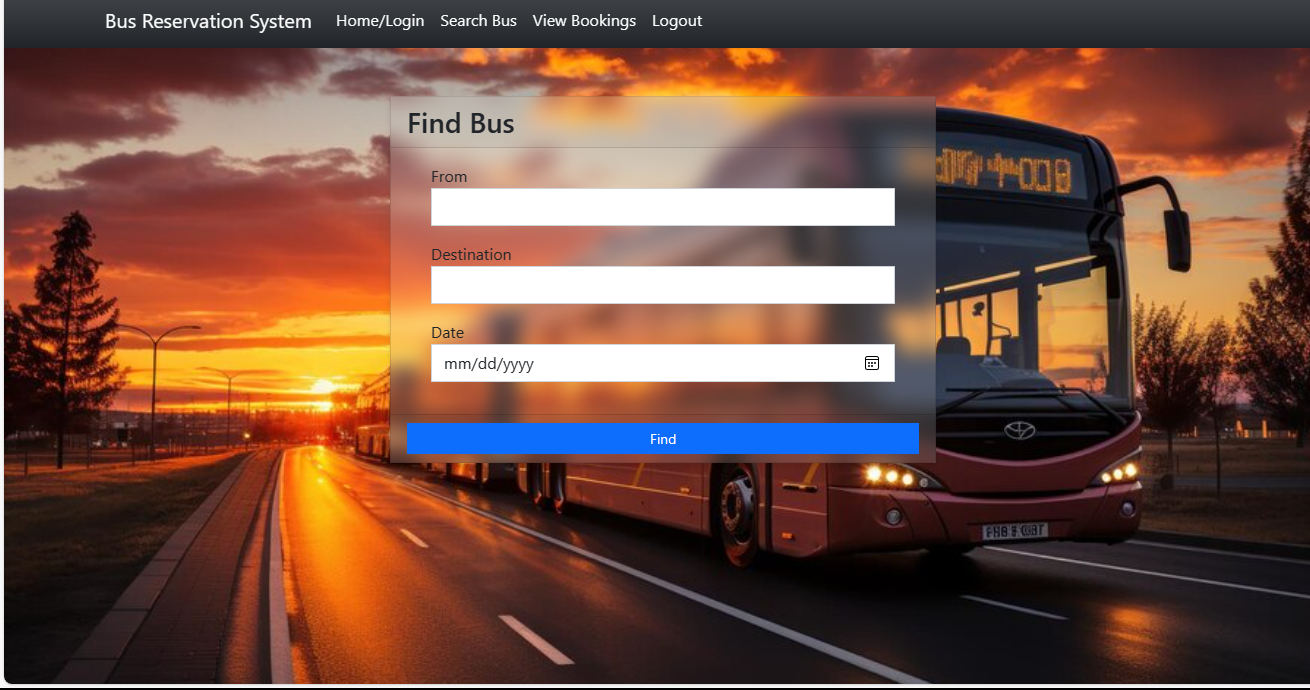 Bus Reservation System Home/Login Search Bus View Bookings Logout
Find Bus
From
Destination
Date
mm/dd/yyyy
Find